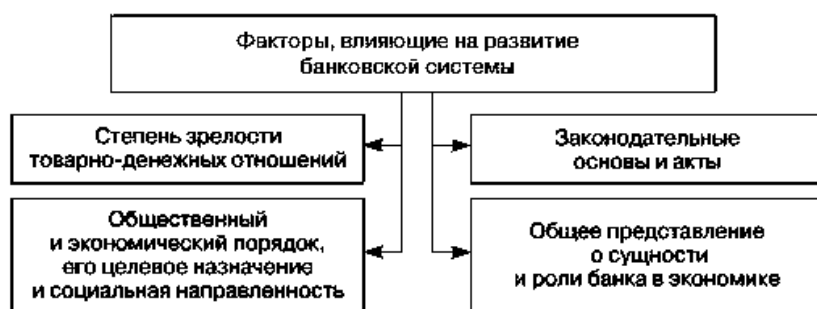 Факторы, влияющие на развитие
банковской системы
Степень зрелости
товарно-денежных отношений
Законодательные
основы и акты
Общественный
и экономический порядок,
его целевое назначение
и социальная направленность
Общее представление
о сущности
и роли банка в экономике